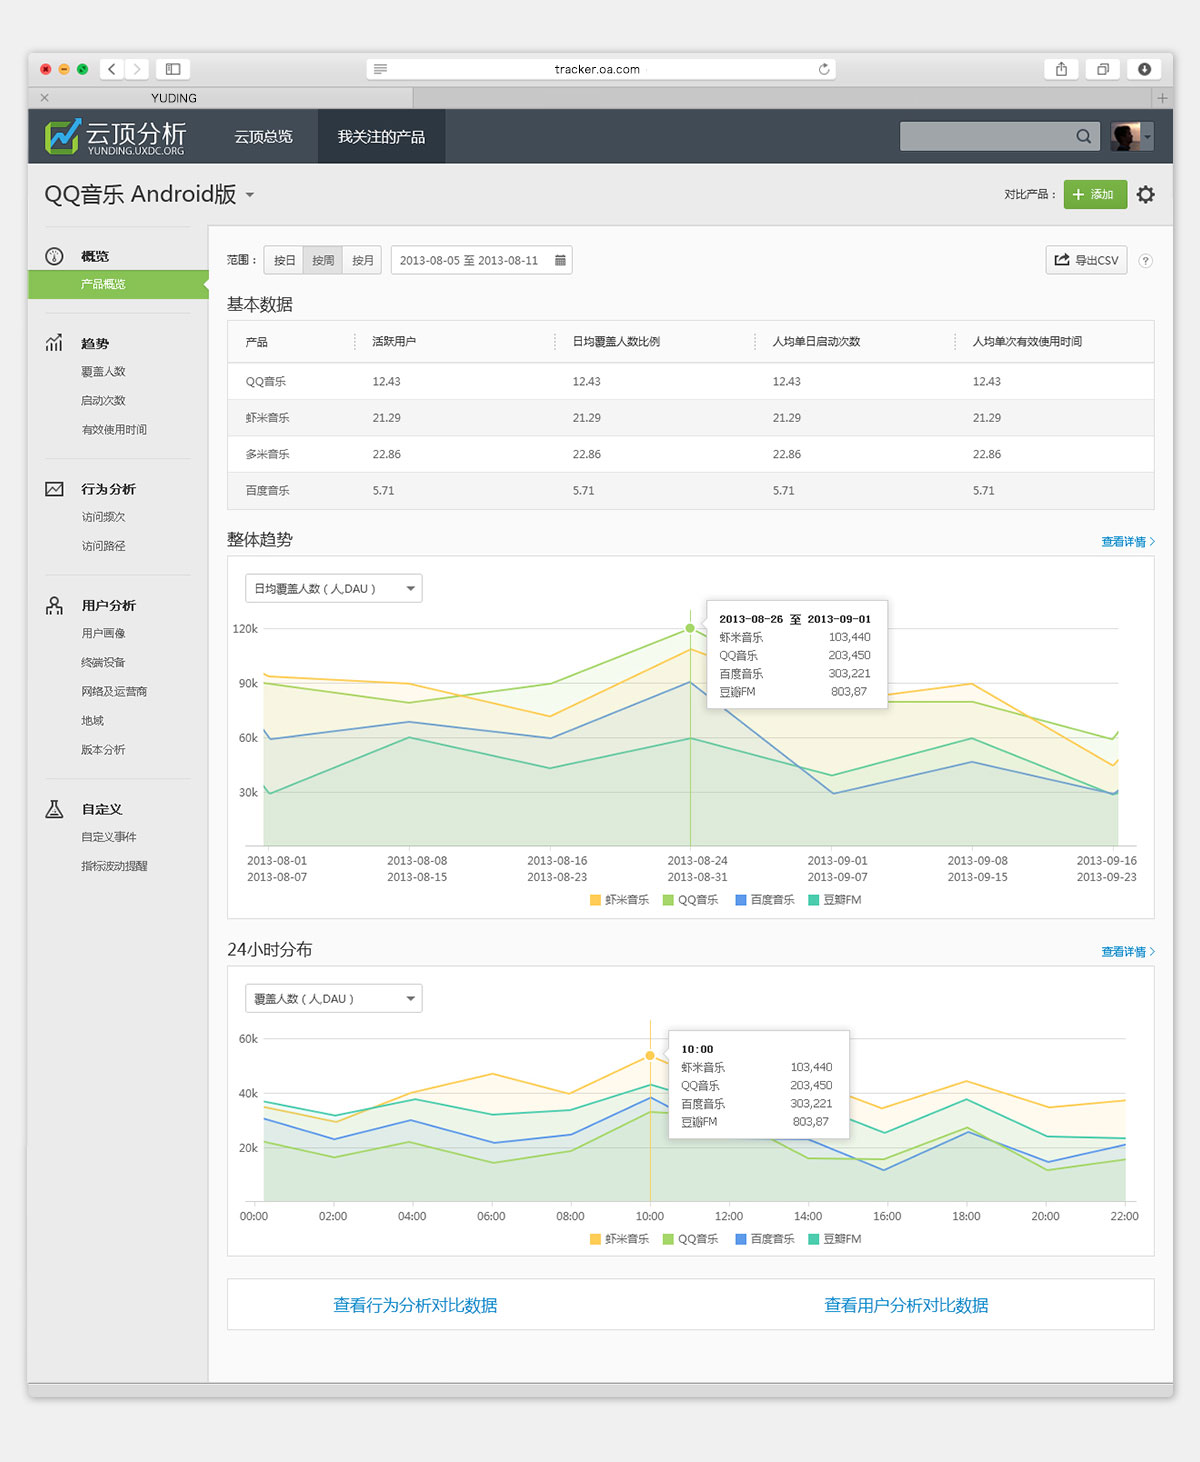 tracker.oa.com
YUDING
云顶分析
YUNDING.UXDC.ORG
云顶总览
我关注的产品
QQ音乐 Android版
对比产品：
添加
概览
产品概览
趋势
覆盖人数
启动次数
有效使用时间
行为分析
访问频次
访问路径
用户分析
用户画像
终端设备
网络及运营商
地域
版本分析
自定义
自定义事件
指标波动提醒
范围： 按日 按周 按月 2013-08-05 至 2013-08-11 导出CSV ?
基本数据
产品 活跃用户 日均覆盖人数比例 人均单日启动次数 人均单次有效使用时间
QQ音乐 12.43 12.43 12.43 12.43
虾米音乐 21.29 21.29 21.29 21.29
多米音乐 22.86 22.86 22.86 22.86
百度音乐 5.71 5.71 5.71 5.71
整体趋势 查看详情
日均覆盖人数（人,DAU）
2013-08-26 至 2013-09-01
虾米音乐 103,440
QQ音乐 203,450
百度音乐 303,221
豆瓣FM 803,87
120k
90k
60k
30k
2013-08-01 2013-08-08 2013-08-16 2013-08-24 2013-09-01 2013-09-08 2013-09-16
2013-08-07 2013-08-15 2013-08-23 2013-08-31 2013-09-07 2013-09-15 2013-09-23
虾米音乐 QQ音乐 百度音乐 豆瓣FM
24小时分布 查看详情
覆盖人数（人,DAU）
10:00
虾米音乐 103,440
QQ音乐 203,450
百度音乐 303,221
豆瓣FM 803,87
60k
40k
20k
00:00 02:00 04:00 06:00 08:00 10:00 12:00 14:00 16:00 18:00 20:00 22:00
虾米音乐 QQ音乐 百度音乐 豆瓣FM
查看行为分析对比数据 查看用户分析对比数据